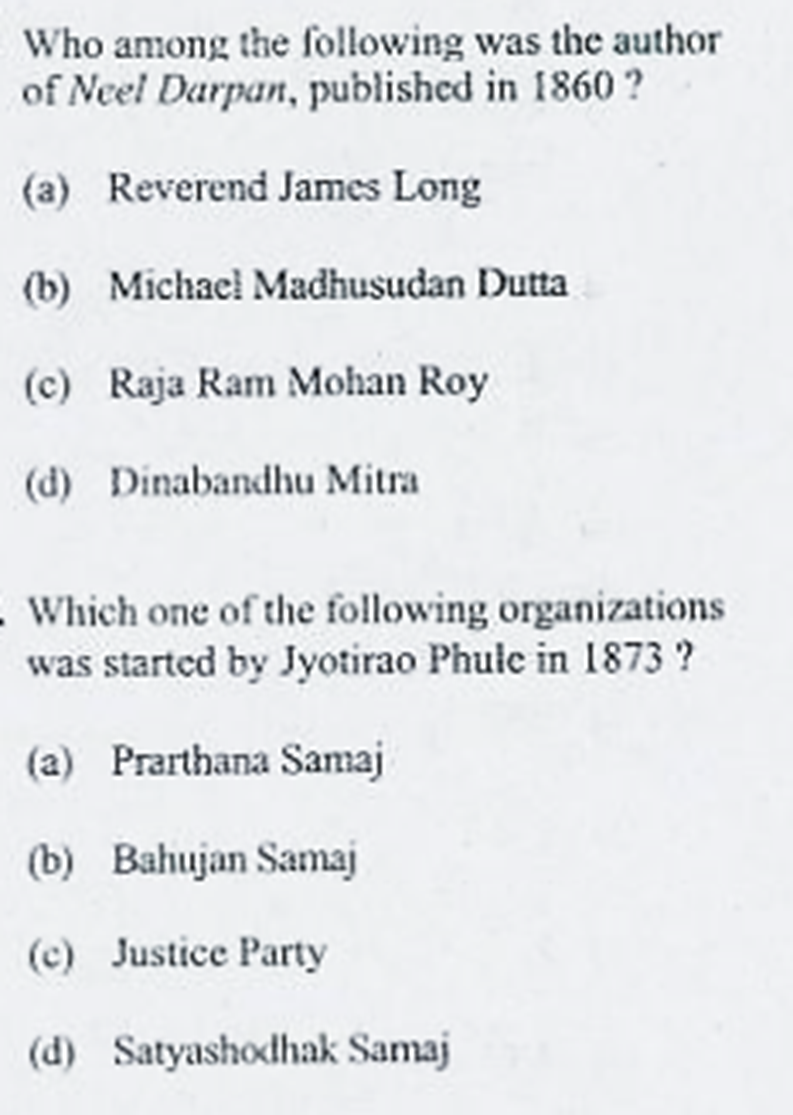 Who among the following was the author
of Neel Darpan, published in 1860 ?
(a) Reverend James Long
(b) Michael Madhusudan Dutta
(c) Raja Ram Mohan Roy
(d) Dinabandhu Mitra
. Which one of the following organizations
was started by Jyotirao Phule in 1873 ?
(a) Prarthana Samaj
(b) Bahujan Samaj
(c) Justice Party
(d) Satyashodhak Samaj